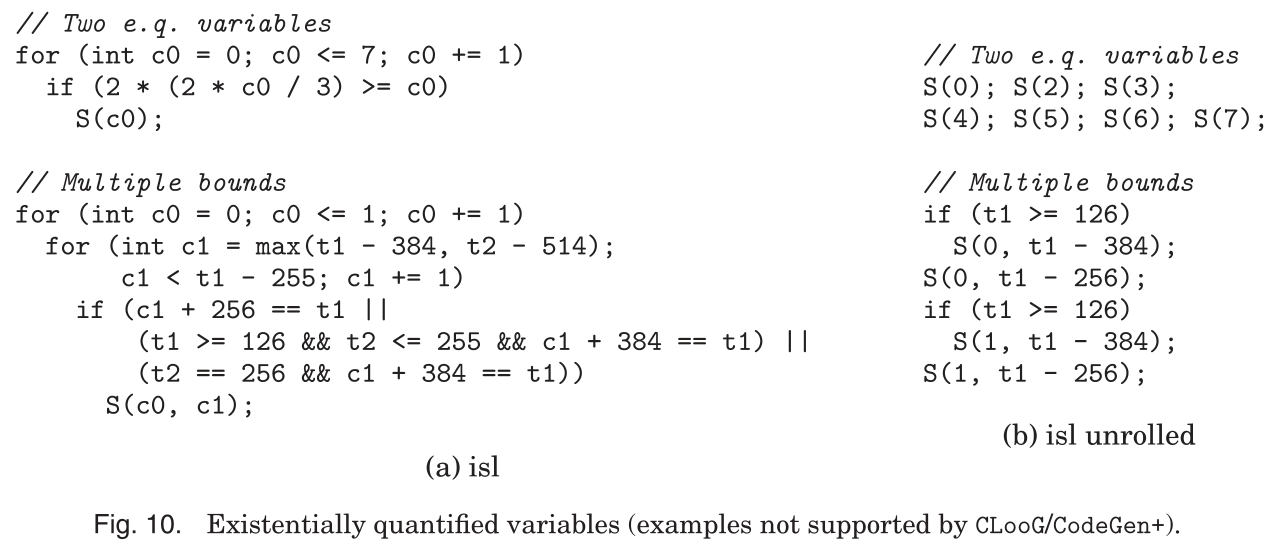 // Two e.q. variables
for (int c0 = 0; c0 <= 7; c0 += 1)
  if (2 * (2 * c0 / 3) >= c0)
    S(c0);

// Multiple bounds
for (int c0 = 0; c0 <= 1; c0 += 1)
  for (int c1 = max(t1 - 384, t2 - 514);
       c1 < t1 - 255; c1 += 1)
    if (c1 + 256 == t1 ||
        (t1 >= 126 && t2 <= 255 && c1 + 384 == t1) ||
        (t2 == 256 && c1 + 384 == t1))
      S(c0, c1);
(a) isl
// Two e.q. variables
S(0); S(2); S(3);
S(4); S(5); S(6); S(7);

// Multiple bounds
if (t1 >= 126)
  S(0, t1 - 384);
S(0, t1 - 256);
if (t1 >= 126)
  S(1, t1 - 384);
S(1, t1 - 256);
(b) isl unrolled
Fig. 10. Existentially quantified variables (examples not supported by CLooG/CodeGen+).